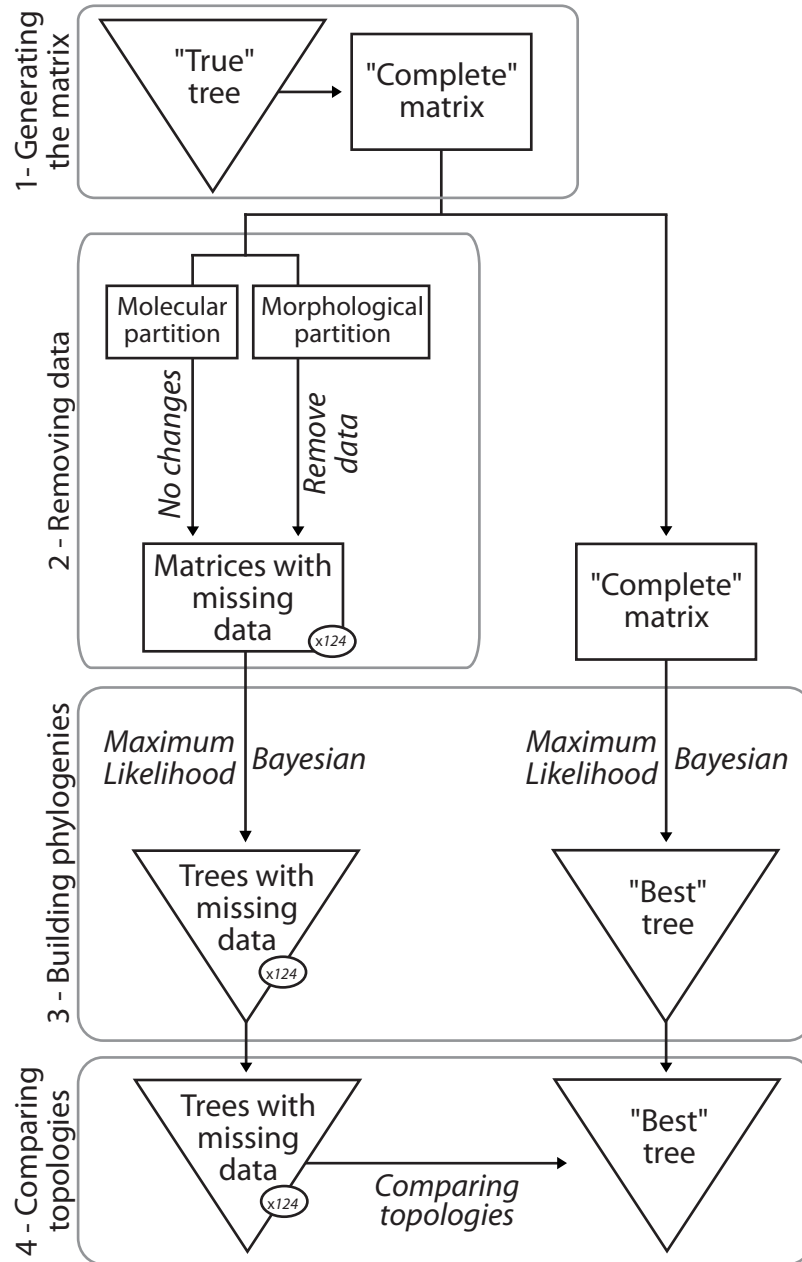 1- Generating
the matrix
"True"
tree
"Complete"
matrix
2 - Removing data
Molecular
partition
Morphological
partition
No changes
Remove
data
Matrices with
missing
data
x124
"Complete"
matrix
3 - Building phylogenies
Maximum
Likelihood
Bayesian
Maximum
Likelihood
Bayesian
Trees with
missing
data
x124
"Best"
tree
4 - Comparing
topologies
Trees with
missing
data
x124
Comparing
topologies
"Best"
tree